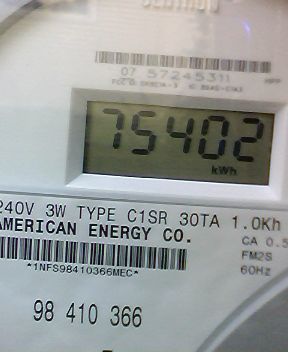 07 57245311
75402
kWh
240V 3W TYPE C1SR 30TA 1.0Kh
AMERICAN ENERGY CO.
CA 0.5
FM2S
60Hz
*1NFS98410366MEC*
98 410 366